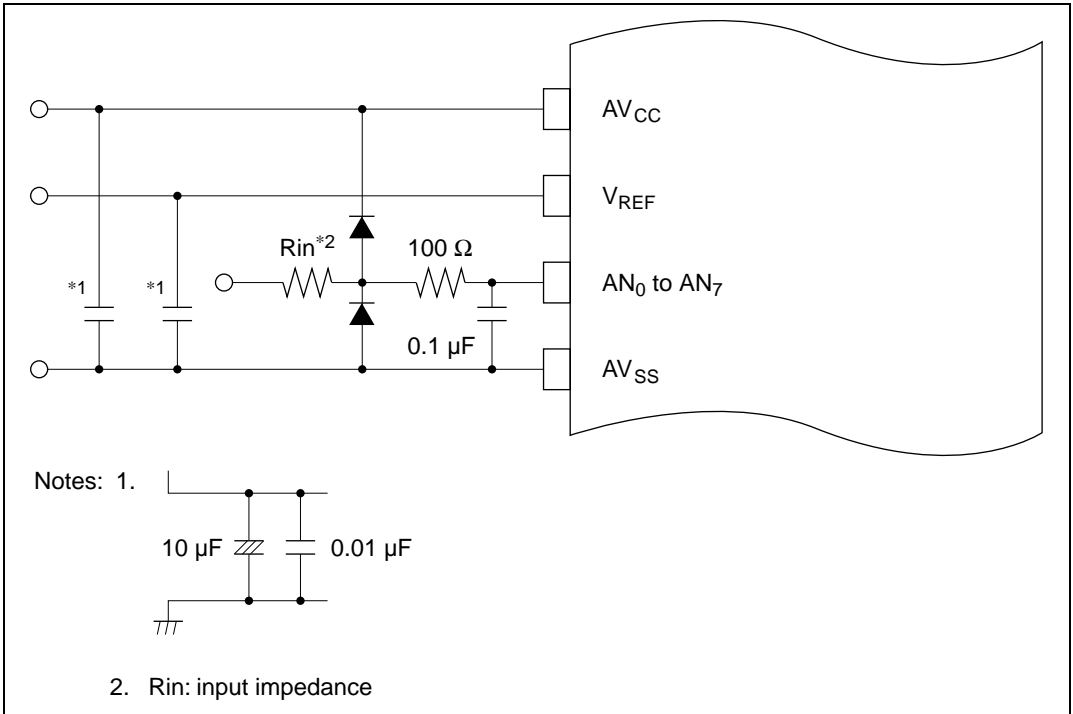 AVCC
VREF
Rin*2 100 Ω
*1 *1 AN0 to AN7
0.1 µF
AVSS
Notes: 1.
10 µF 0.01 µF
2. Rin: input impedance